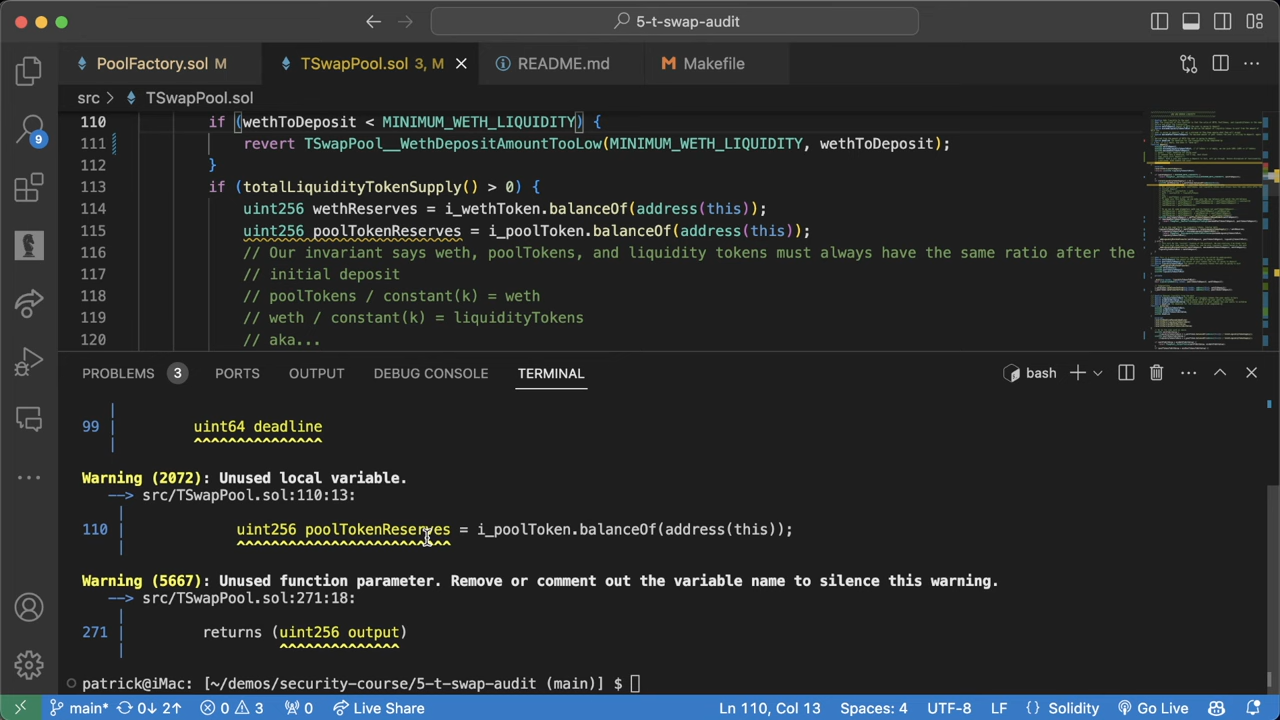 5-t-swap-audit
PoolFactory.sol M
TSwapPool.sol 3, M
README.md
Makefile
src > TSwapPool.sol
110 if (wethToDeposit < MINIMUM_WETH_LIQUIDITY) {
111 revert TSwapPool__WethDepositAmountTooLow(MINIMUM_WETH_LIQUIDITY, wethToDeposit);
112 }
113 if (totalLiquidityTokenSupply() > 0) {
114 uint256 wethReserves = i_wethToken.balanceOf(address(this));
115 uint256 poolTokenReserves = i_poolToken.balanceOf(address(this));
116 // Our invariant says weth, poolTokens, and liquidity tokens must always have the same ratio after the
117 // initial deposit
118 // poolTokens / constant(k) = weth
119 // weth / constant(k) = liquidityTokens
120 // aka...
9
PROBLEMS 3 PORTS OUTPUT DEBUG CONSOLE TERMINAL bash
99 | uint64 deadline
Warning (2072): Unused local variable.
--> src/TSwapPool.sol:110:13:
110 | uint256 poolTokenReserves = i_poolToken.balanceOf(address(this));
Warning (5667): Unused function parameter. Remove or comment out the variable name to silence this warning.
--> src/TSwapPool.sol:271:18:
271 | returns (uint256 output)
patrick@iMac: [~/demos/security-course/5-t-swap-audit (main)] $
main* 0↓ 2↑ 0 3 0 Live Share Ln 110, Col 13 Spaces: 4 UTF-8 LF {} Solidity Go Live